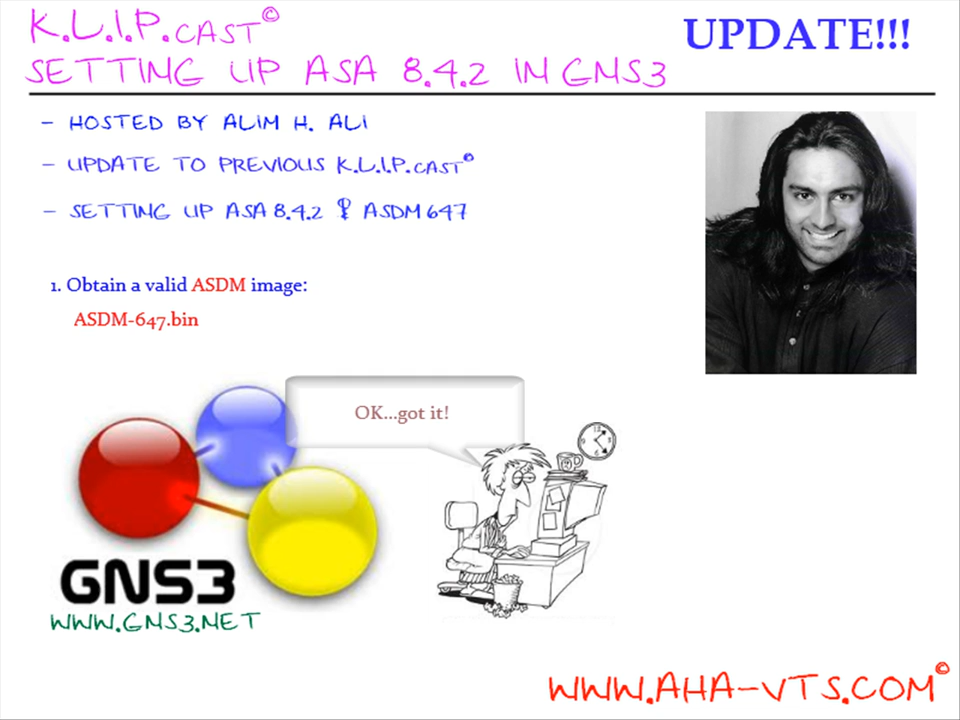 K.L.I.P.CAST©
UPDATE!!!
SETTING UP ASA 8.4.2 IN GNS3
- HOSTED BY ALIM H. ALI
- UPDATE TO PREVIOUS K.L.I.P.CAST©
- SETTING UP ASA 8.4.2 & ASDM 647
1. Obtain a valid ASDM image:
ASDM-647.bin
OK...got it!
GNS3
WWW.GNS3.NET
WWW.AHA-VTS.COM©